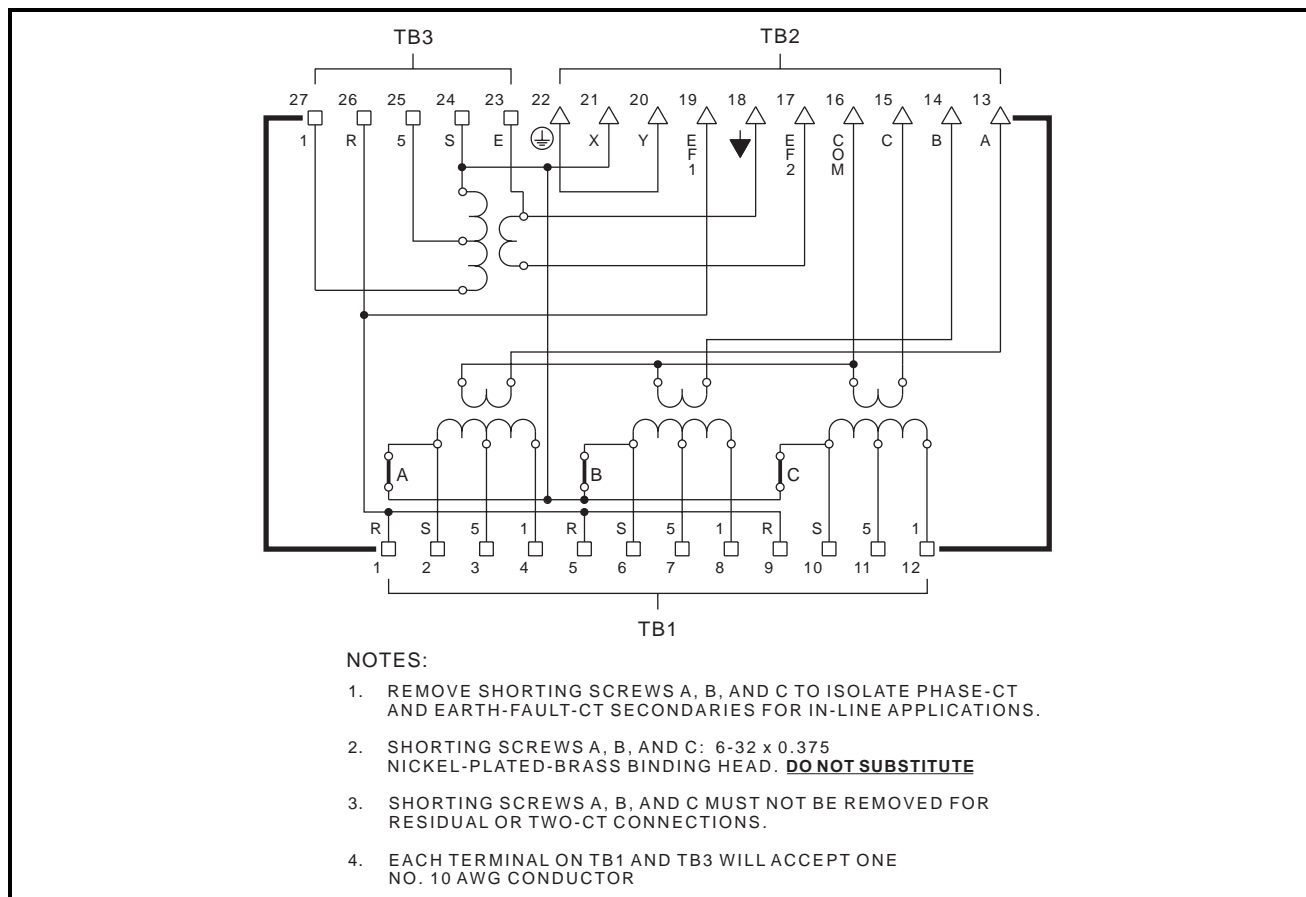 TB3 TB2
27 26 25 24 23 22 21 20 19 18 17 16 15 14 13
1 R 5 S E X Y EF1 EF2 COM C B A
A B C
R S 5 1 R S 5 1 R S 5 1
1 2 3 4 5 6 7 8 9 10 11 12
TB1
NOTES:
1. REMOVE SHORTING SCREWS A, B, AND C TO ISOLATE PHASE-CT
AND EARTH-FAULT-CT SECONDARIES FOR IN-LINE APPLICATIONS.
2. SHORTING SCREWS A, B, AND C: 6-32 x 0.375
NICKEL-PLATED-BRASS BINDING HEAD. DO NOT SUBSTITUTE
3. SHORTING SCREWS A, B, AND C MUST NOT BE REMOVED FOR
RESIDUAL OR TWO-CT CONNECTIONS.
4. EACH TERMINAL ON TB1 AND TB3 WILL ACCEPT ONE
NO. 10 AWG CONDUCTOR